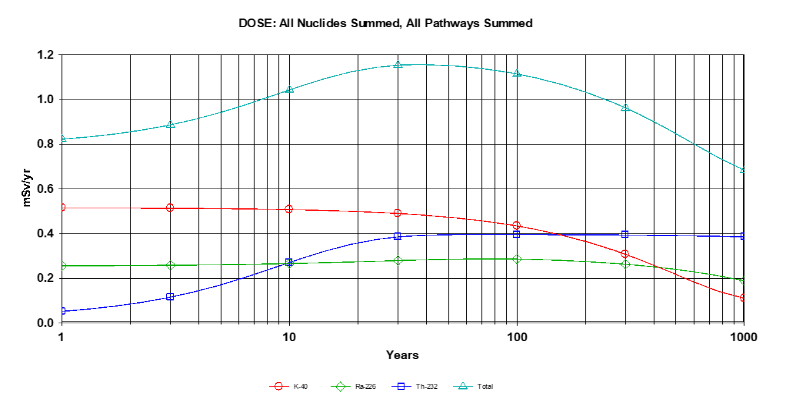 DOSE: All Nuclides Summed, All Pathways Summed
1.2
1.0
0.8
0.6
0.4
0.2
0.0
mSv/yr
1 10 100 1000
Years
K-40 Ra-226 Th-232 Total